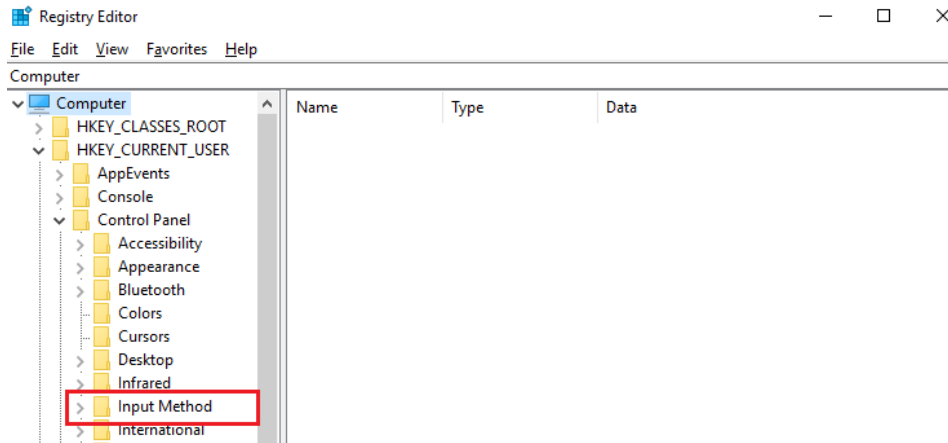 Registry Editor
File Edit View Favorites Help
Computer
Computer
HKEY_CLASSES_ROOT
HKEY_CURRENT_USER
AppEvents
Console
Control Panel
Accessibility
Appearance
Bluetooth
Colors
Cursors
Desktop
Infrared
Input Method
International
Name Type Data